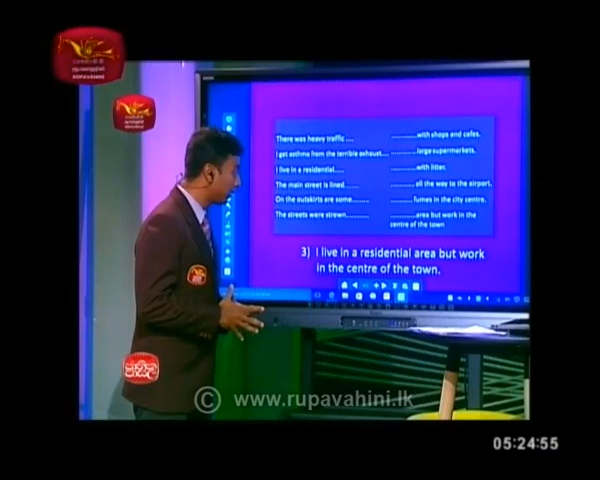 RUPAVAHINI
There was heavy traffic ....
..............with shops and cafes.
I get asthma from the terrible exhaust....
..............large supermarkets.
I live in a residential.....
..............with litter.
The main street is lined.......
............ all the way to the airport.
On the outskirts are some.........
............ fumes in the city centre.
The streets were strewn............
............area but work in the
centre of the town
3) I live in a residential area but work
in the centre of the town.
© www.rupavahini.lk
05:24:55